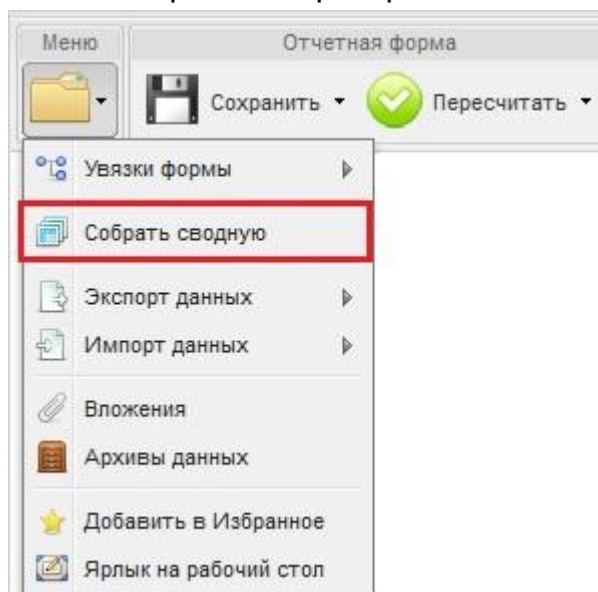 Меню
Отчетная форма
Сохранить
Пересчитать
Увязки формы
Собрать сводную
Экспорт данных
Импорт данных
Вложения
Архивы данных
Добавить в Избранное
Ярлык на рабочий стол